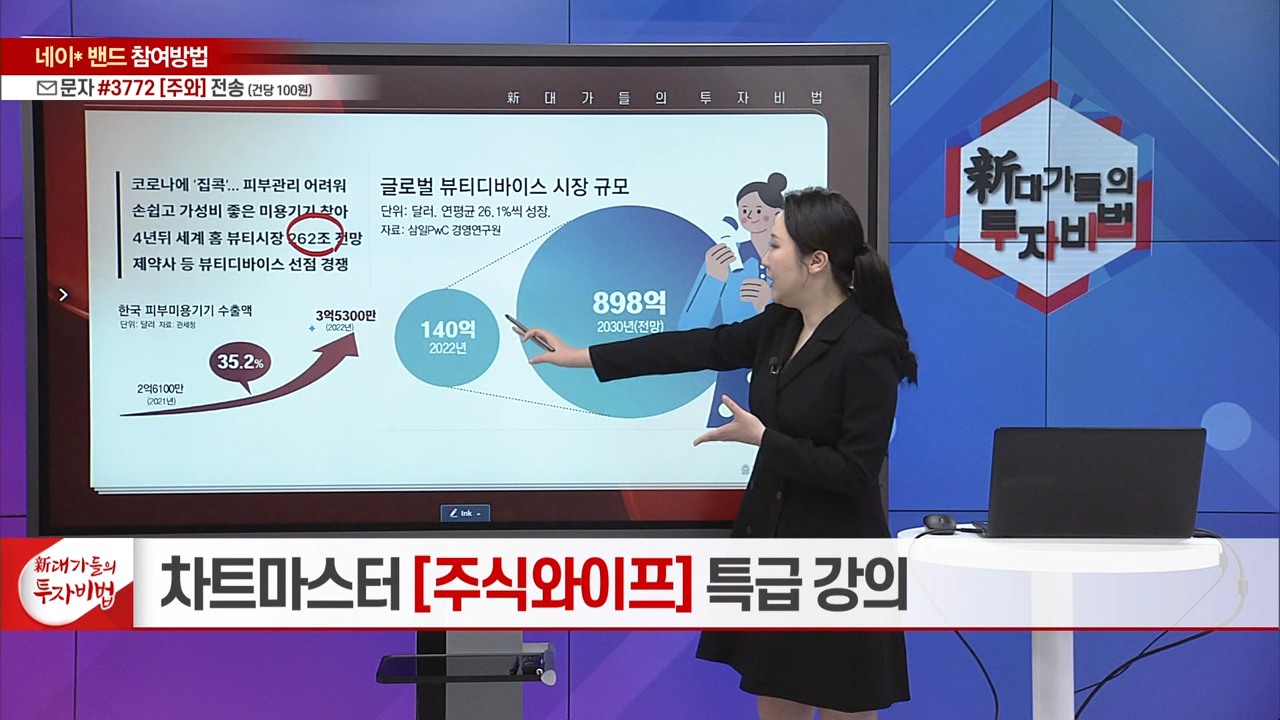 네이* 밴드 참여방법
문자 #3772 [주와] 전송 (건당 100원)
新 대 가 들 의 투 자 비 법
코로나에 '집콕'... 피부관리 어려워
손쉽고 가성비 좋은 미용기기 찾아
4년뒤 세계 홈 뷰티시장 262조 전망
제약사 등 뷰티디바이스 선점 경쟁
한국 피부미용기기 수출액
단위: 달러 자료: 관세청
3억5300만
(2022년)
35.2%
2억6100만
(2021년)
글로벌 뷰티디바이스 시장 규모
단위: 달러, 연평균 26.1%씩 성장.
자료: 삼일PwC 경영연구원
140억
2022년
898억
2030년(전망)
Ink
新대가들의
투자비법
新대가들의
투자비법
차트마스터 [주식와이프] 특급 강의